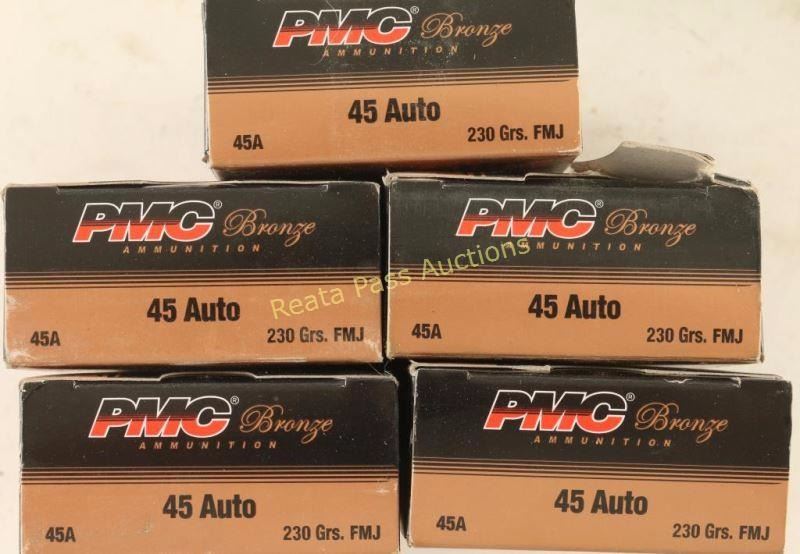 PMC® Bronze
AMMUNITION
45 Auto
45A
230 Grs. FMJ
PMC® Bronze
AMMUNITION
45 Auto
45A
230 Grs. FMJ
PMC® Bronze
AMMUNITION
45 Auto
45A
230 Grs. FMJ
Reata Pass Auctions
PMC® Bronze
AMMUNITION
45 Auto
45A
230 Grs. FMJ
PMC® Bronze
AMMUNITION
45 Auto
45A
230 Grs. FMJ